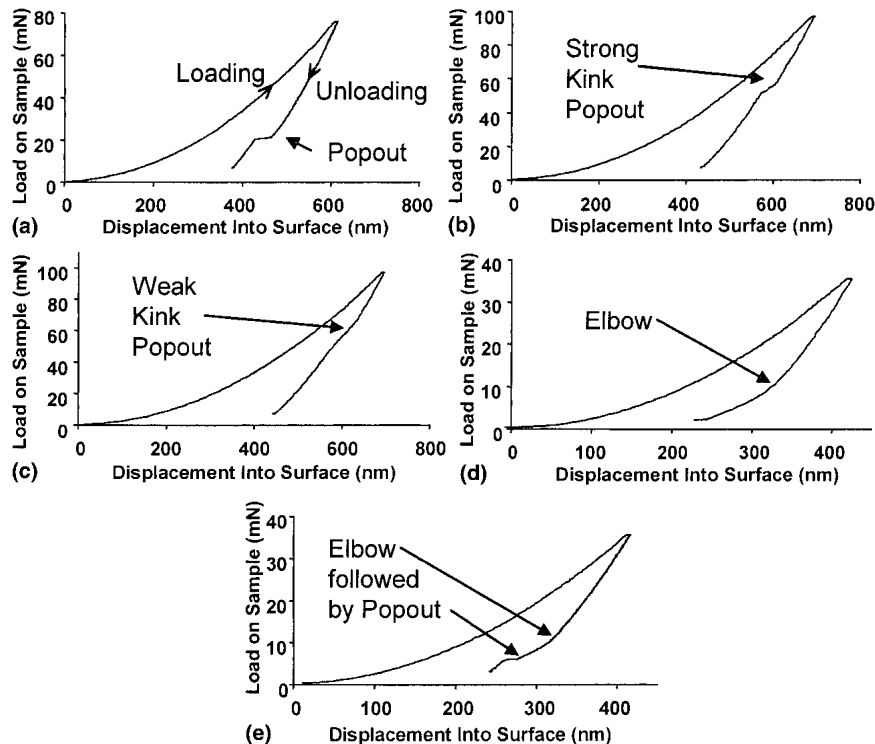 80
60
40
20
0
Load on Sample (mN)
Loading
Unloading
Popout
0 200 400 600 800
(a) Displacement Into Surface (nm)
100
80
60
40
20
0
Load on Sample (mN)
Strong
Kink
Popout
0 200 400 600 800
(b) Displacement Into Surface (nm)
100
80
60
40
20
0
Load on Sample (mN)
Weak
Kink
Popout
0 200 400 600 800
(c) Displacement Into Surface (nm)
40
30
20
10
0
Load on Sample (mN)
Elbow
0 100 200 300 400
(d) Displacement Into Surface (nm)
40
30
20
10
0
Load on Sample (mN)
Elbow
followed
by Popout
0 100 200 300 400
(e) Displacement Into Surface (nm)